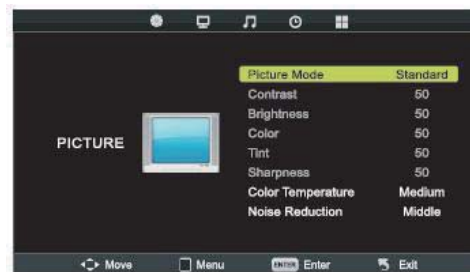 PICTURE
Picture Mode Standard
Contrast 50
Brightness 50
Color 50
Tint 50
Sharpness 50
Color Temperature Medium
Noise Reduction Middle
Move Menu ENTER Enter Exit